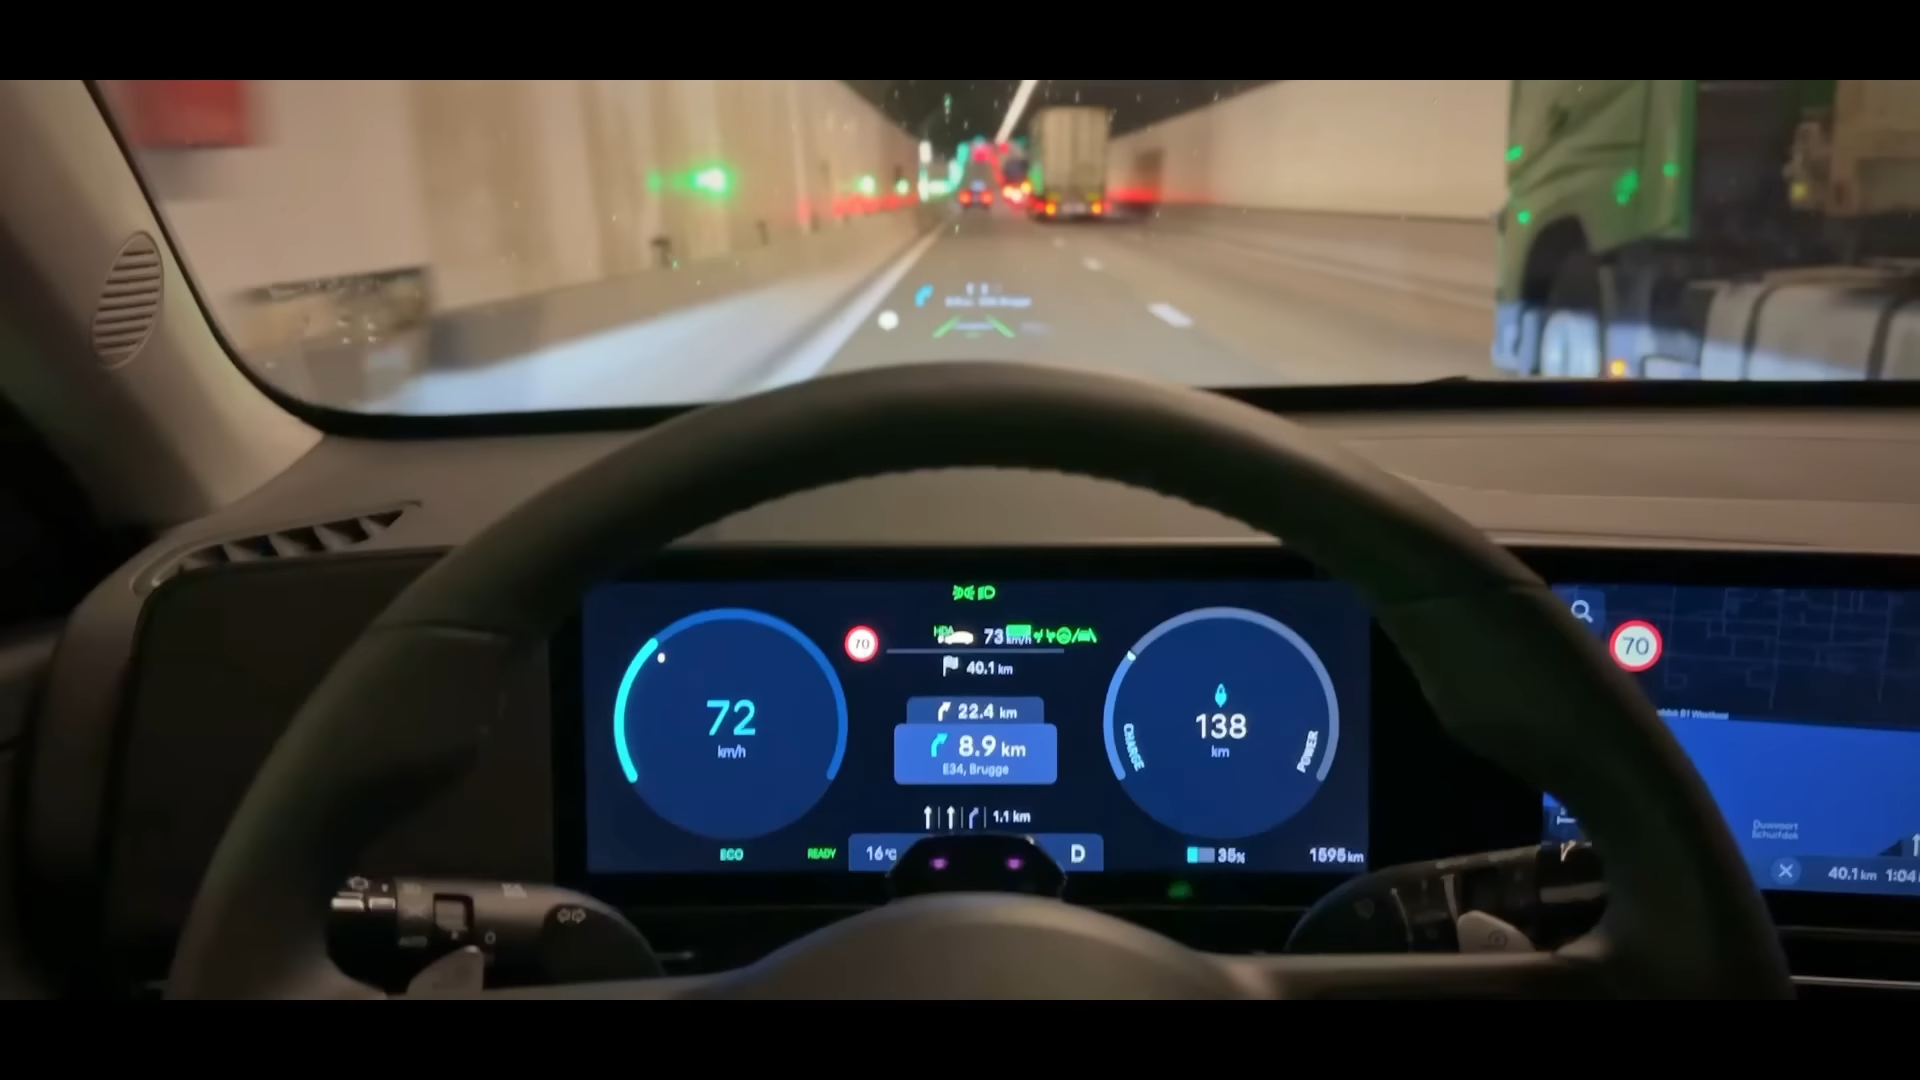 HDA
70
73 km/h
40.1 km
22.4 km
8.9 km
E34, Brugge
1.1 km
72
km/h
138
km
CHARGE
POWER
ECO
READY
16°C
D
35%
1595 km
70
40.1 km 1:04